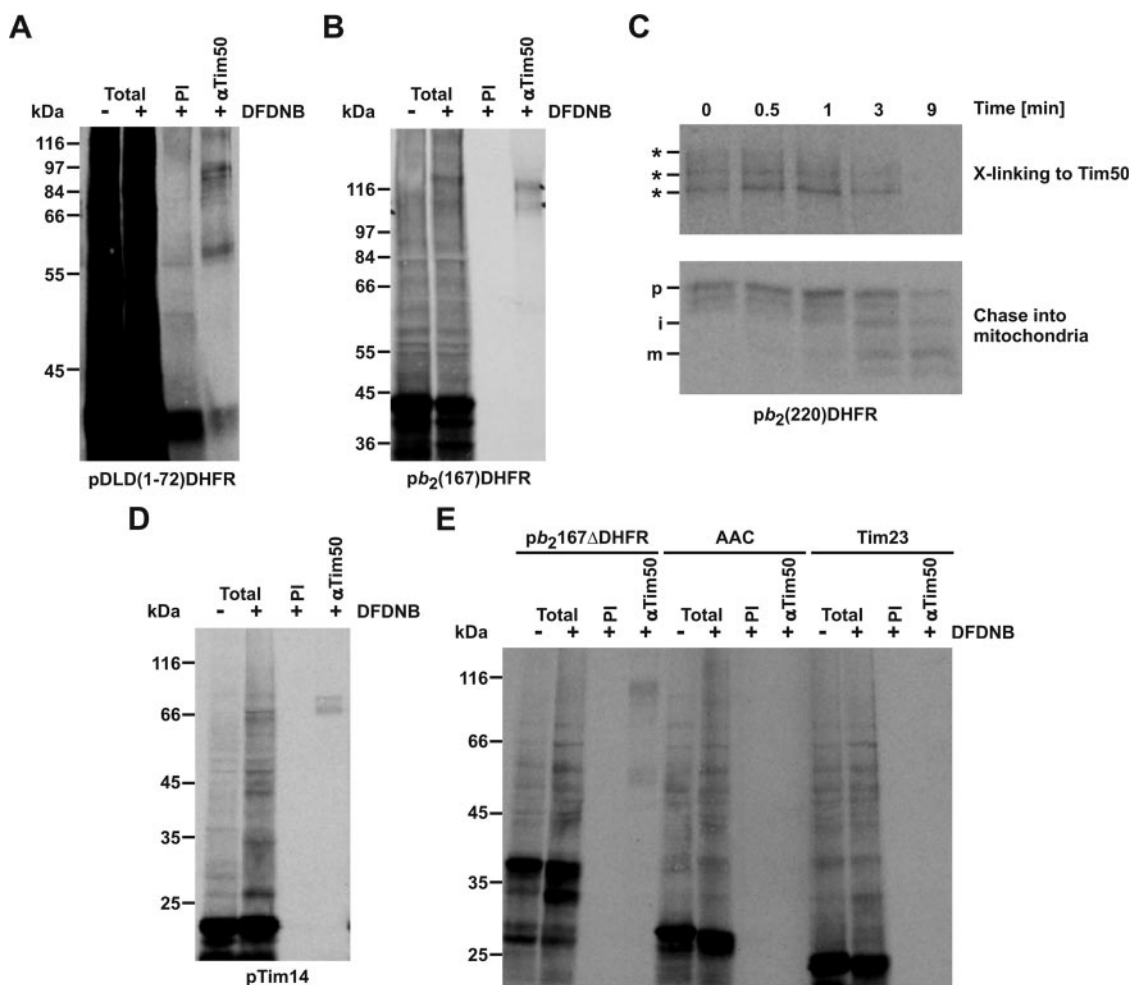 A
Total
PI
αTim50
kDa
- + + + DFDNB
116
97
84
66
55
45
pDLD(1-72)DHFR
B
Total
PI
αTim50
kDa
- + + + DFDNB
116
97
84
66
55
45
36
pb2(167)DHFR
C
0 0.5 1 3 9 Time [min]
*
*
*
X-linking to Tim50
p
i
m
Chase into
mitochondria
pb2(220)DHFR
D
Total
PI
αTim50
kDa
- + + + DFDNB
116
66
45
35
25
pTim14
E
pb2167ΔDHFR AAC Tim23
Total PI αTim50 Total PI αTim50 Total PI αTim50
kDa
- + + + - + + + - + + + DFDNB
116
66
45
35
25